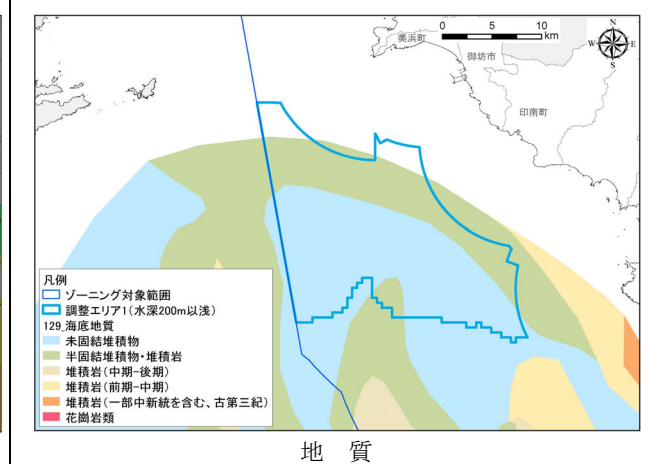 0 5 10
km
N
W E
S
美浜町
御坊市
印南町
凡例
ゾーニング対象範囲
調整エリア1(水深200m以浅)
129_海底地質
未固結堆積物
半固結堆積物・堆積岩
堆積岩(中期-後期)
堆積岩(前期-中期)
堆積岩(一部中新統を含む、古第三紀)
花崗岩類
地 質